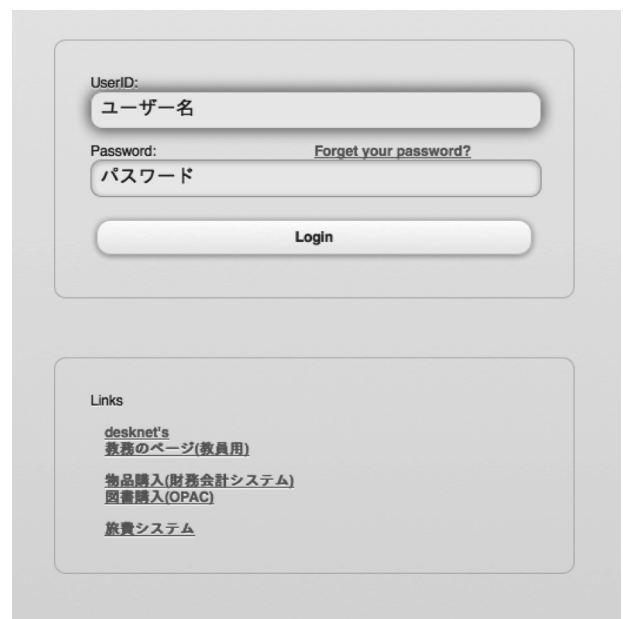 UserID:
ユーザー名
Password: Forget your password?
パスワード
Login
Links
desknet's
教務のページ(教員用)
物品購入(財務会計システム)
図書購入(OPAC)
旅費システム